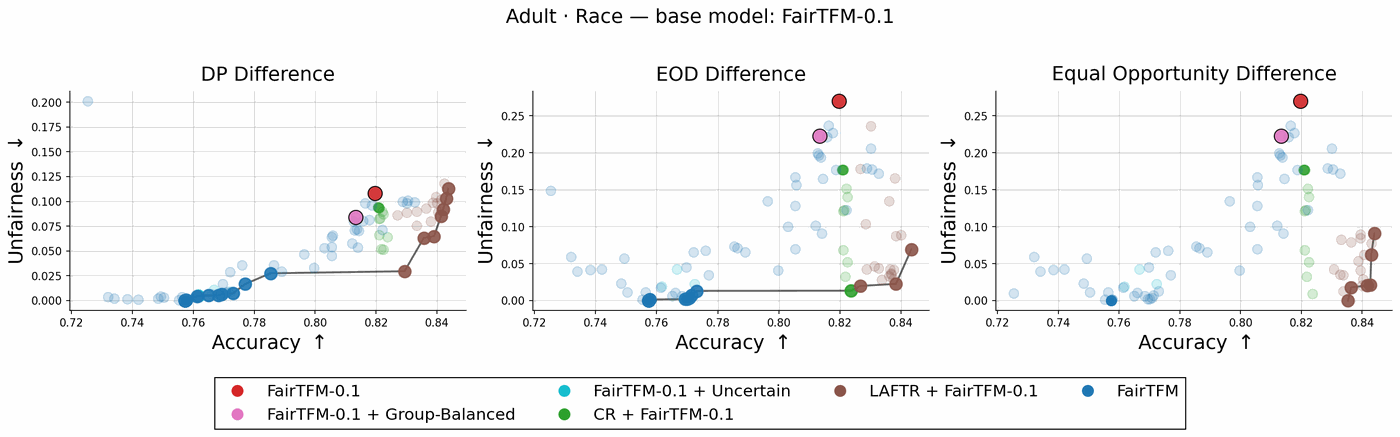 Adult · Race — base model: FairTFM-0.1
DP Difference
EOD Difference
Equal Opportunity Difference
Unfairness ↓
0.200
0.175
0.150
0.125
0.100
0.075
0.050
0.025
0.000
0.72 0.74 0.76 0.78 0.80 0.82 0.84
Accuracy ↑
Unfairness ↓
0.25
0.20
0.15
0.10
0.05
0.00
0.72 0.74 0.76 0.78 0.80 0.82 0.84
Accuracy ↑
Unfairness ↓
0.25
0.20
0.15
0.10
0.05
0.00
0.72 0.74 0.76 0.78 0.80 0.82 0.84
Accuracy ↑
FairTFM-0.1
FairTFM-0.1 + Uncertain
LAFTR + FairTFM-0.1
FairTFM
FairTFM-0.1 + Group-Balanced
CR + FairTFM-0.1